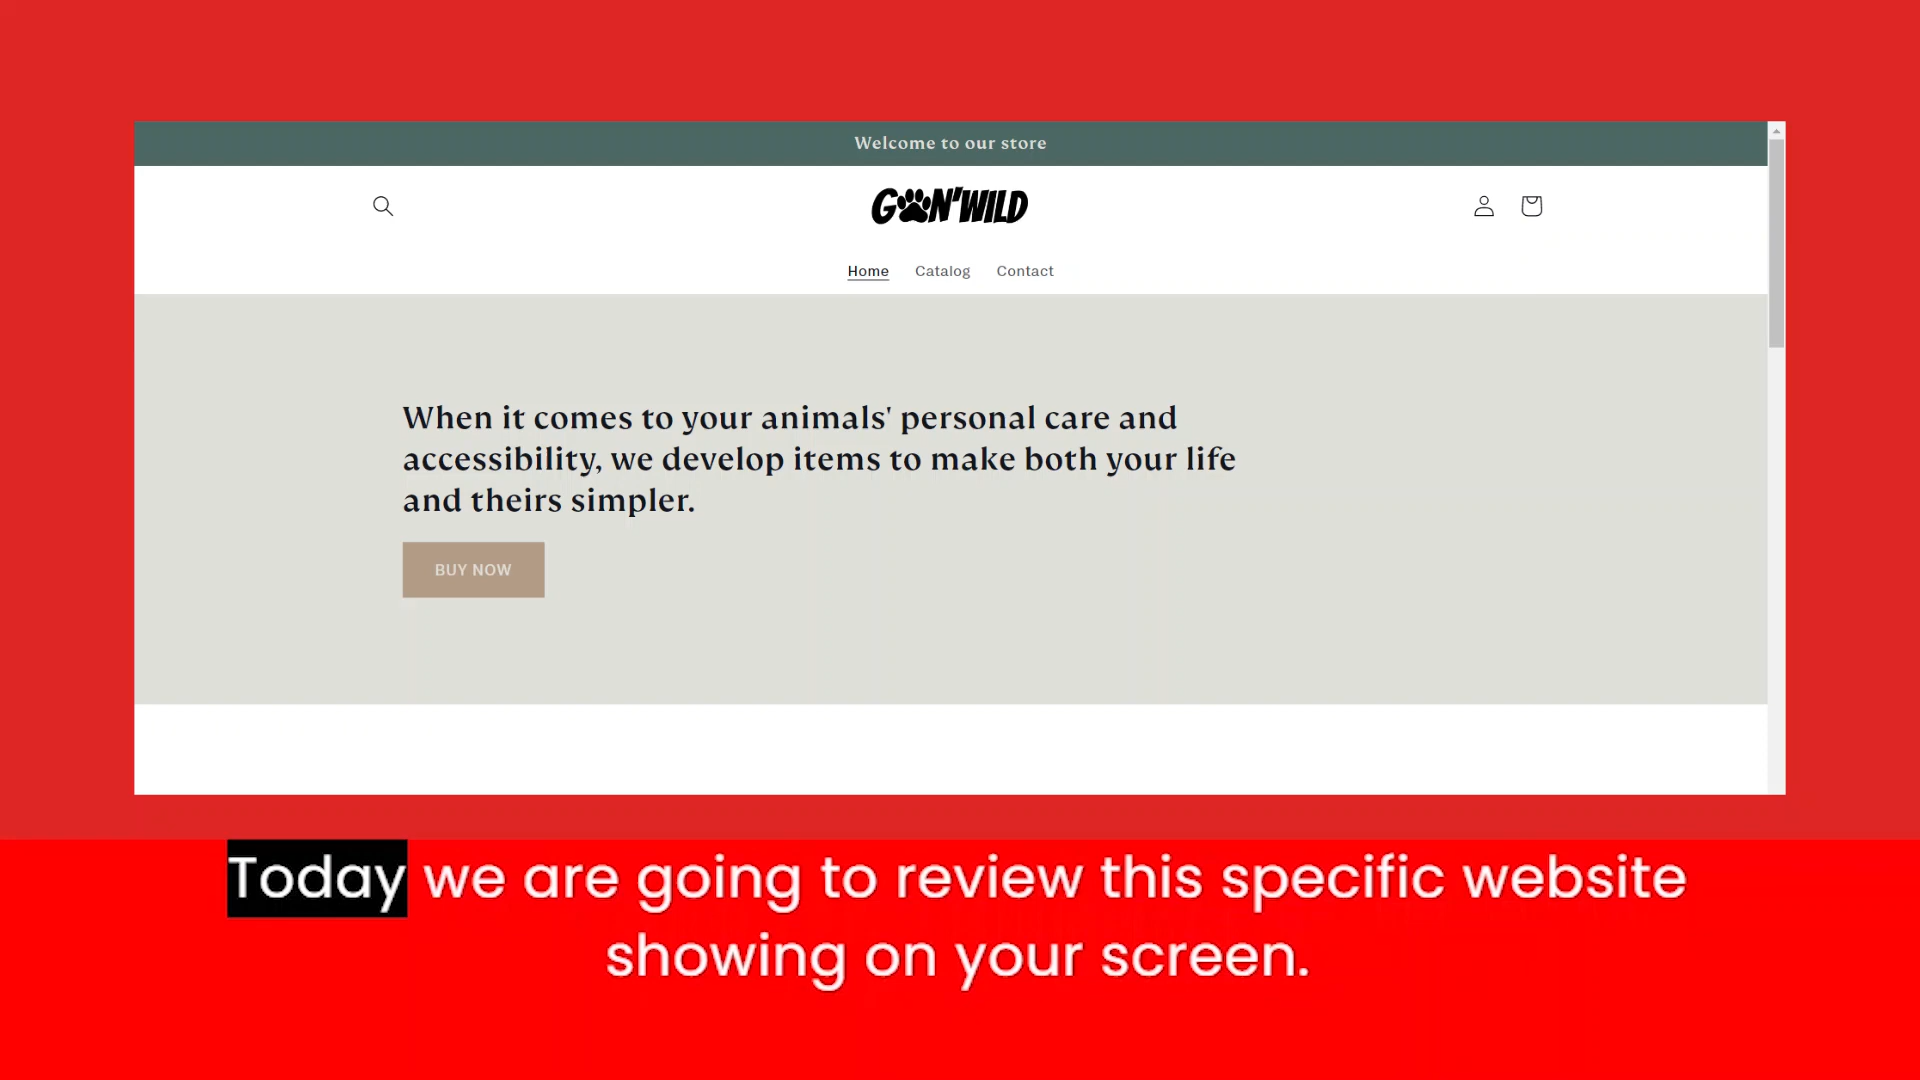 Welcome to our store
GON'WILD
Home Catalog Contact
When it comes to your animals' personal care and
accessibility, we develop items to make both your life
and theirs simpler.
BUY NOW
Today we are going to review this specific website
showing on your screen.